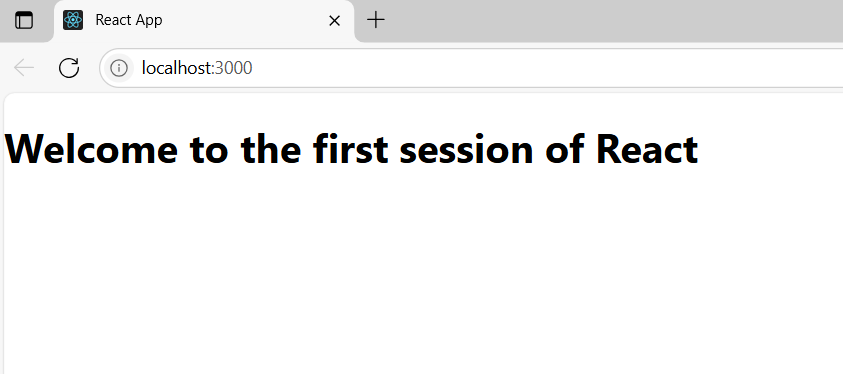 React App
localhost:3000
Welcome to the first session of React